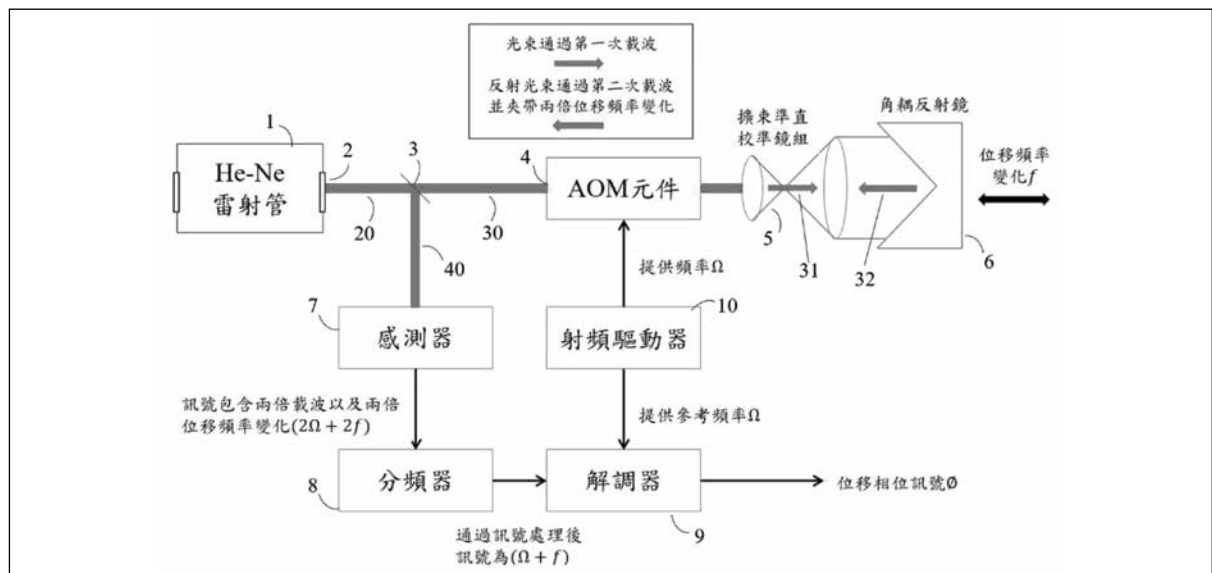 光束通過第一次載波
反射光束通過第二次載波
並夾帶兩倍位移頻率變化
1
He-Ne
雷射管
2
20
3
30
4
AOM元件
擴束準直
校準鏡組
5
31
32
角耦反射鏡
6
位移頻率
變化f
40
7
感測器
提供頻率Ω
10
射頻驅動器
訊號包含兩倍載波以及兩倍
位移頻率變化(2Ω + 2f)
提供參考頻率Ω
8
分頻器
解調器
9
位移相位訊號Ø
通過訊號處理後
訊號為(Ω + f)